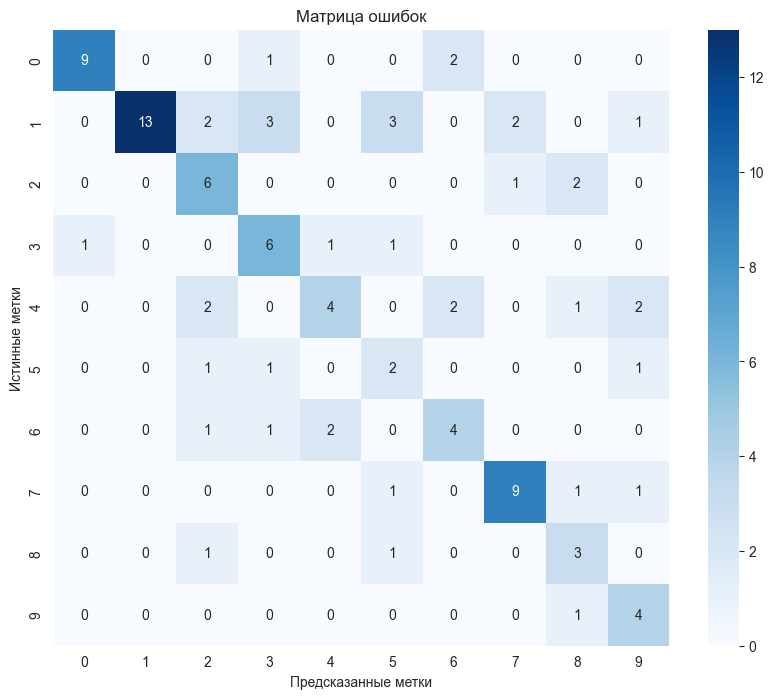 Матрица ошибок
0 9 0 0 1 0 0 2 0 0 0
1 0 13 2 3 0 3 0 2 0 1
2 0 0 6 0 0 0 0 1 2 0
3 1 0 0 6 1 1 0 0 0 0
4 0 0 2 0 4 0 2 0 1 2
5 0 0 1 1 0 2 0 0 0 1
6 0 0 1 1 2 0 4 0 0 0
7 0 0 0 0 0 1 0 9 1 1
8 0 0 1 0 0 1 0 0 3 0
9 0 0 0 0 0 0 0 0 1 4
0 1 2 3 4 5 6 7 8 9
Истинные метки
Предсказанные метки
12
10
8
6
4
2
0